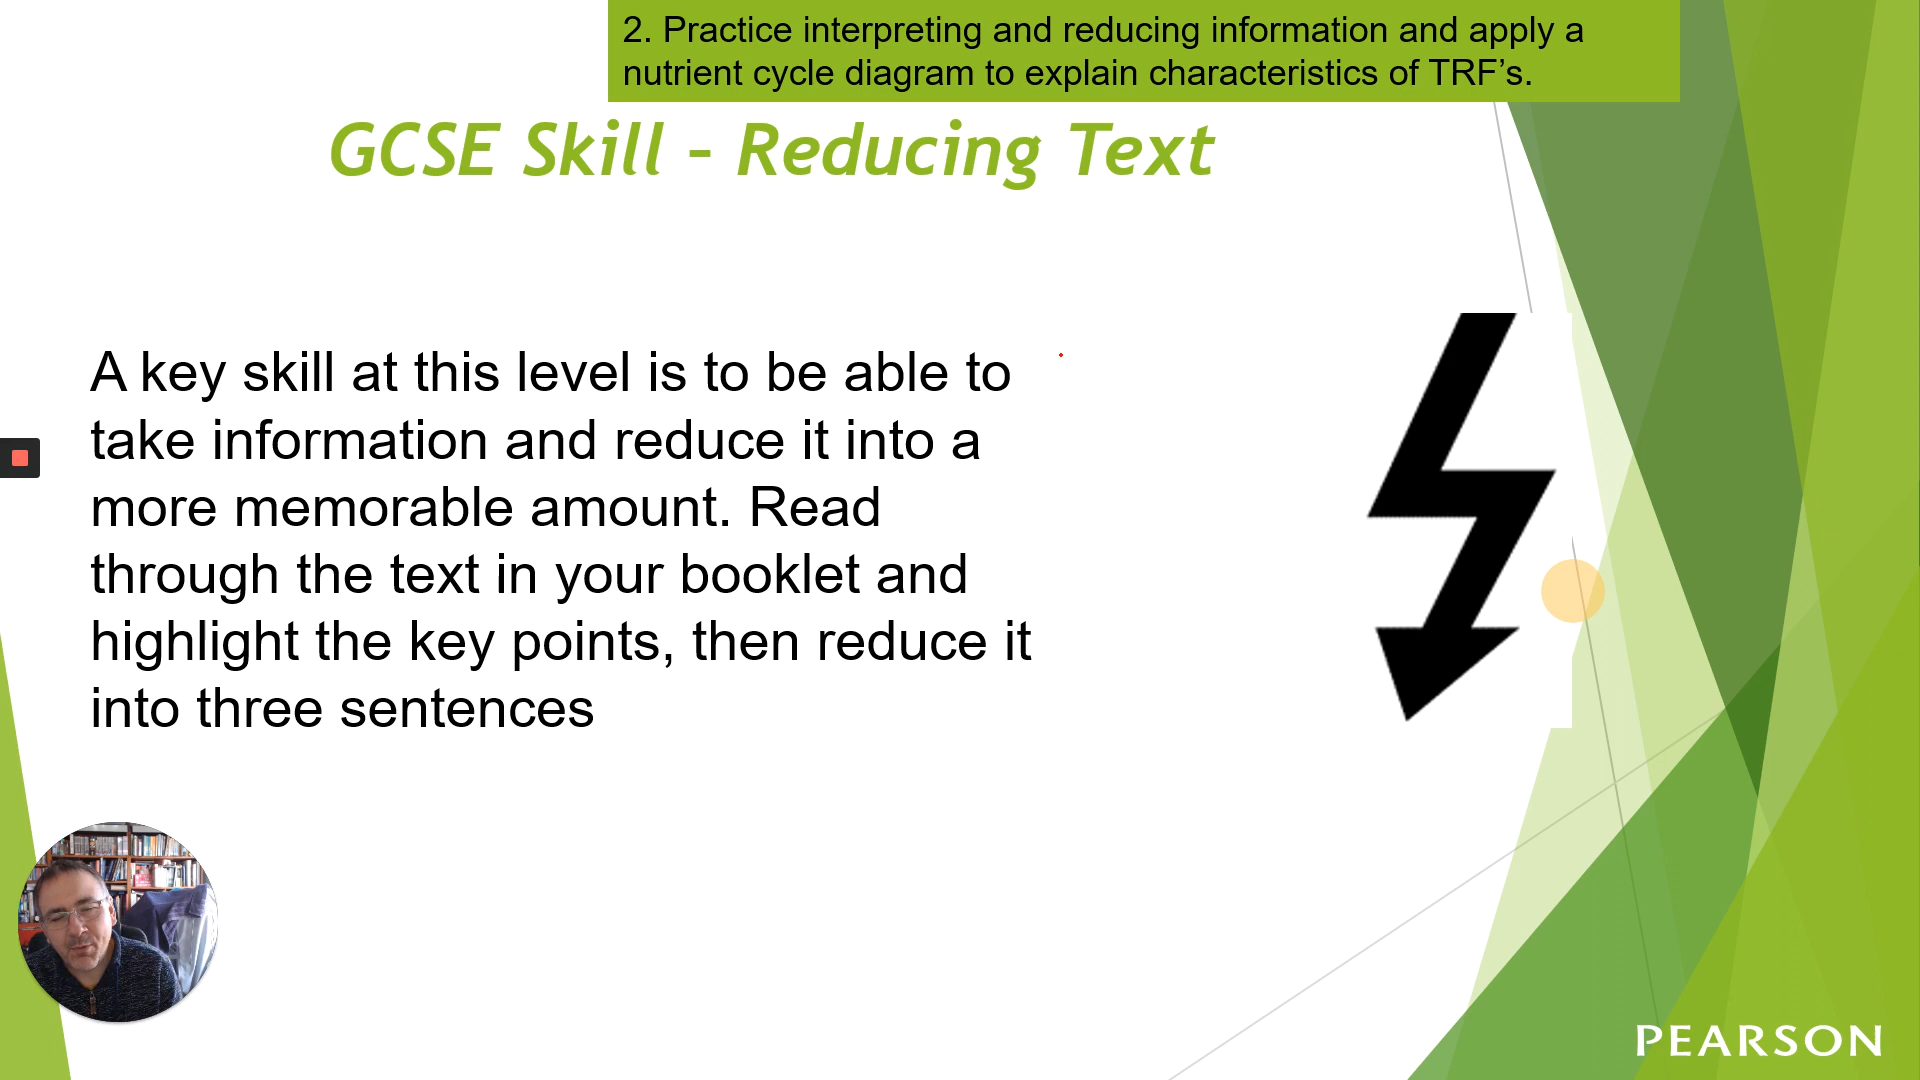 2. Practice interpreting and reducing information and apply a
nutrient cycle diagram to explain characteristics of TRF’s.
GCSE Skill – Reducing Text
A key skill at this level is to be able to
take information and reduce it into a
more memorable amount. Read
through the text in your booklet and
highlight the key points, then reduce it
into three sentences
PEARSON